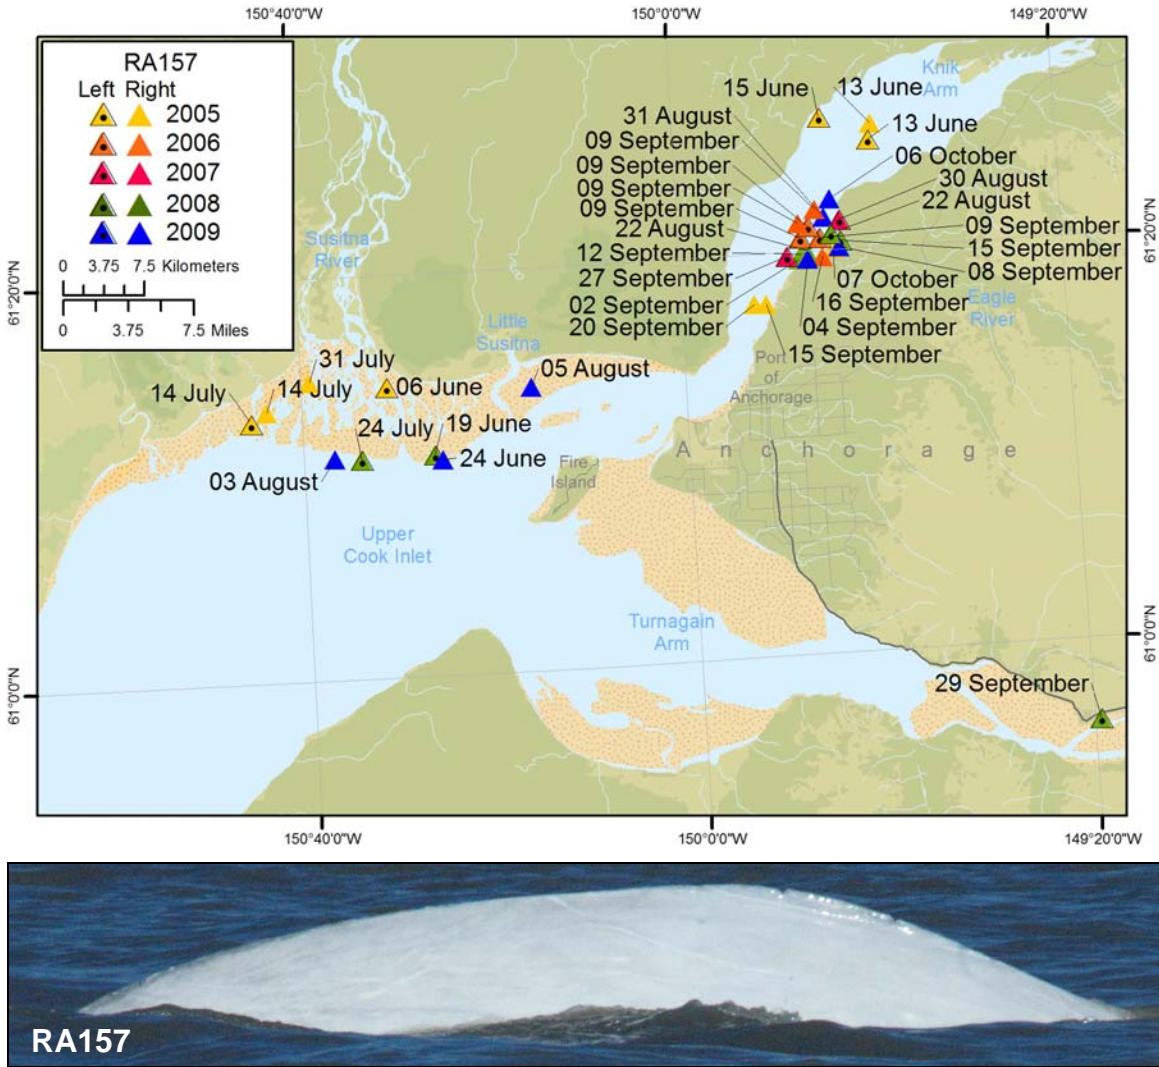 150°40'0"W
150°0'0"W
149°20'0"W
RA157
Left Right
2005
2006
2007
2008
2009
0 3.75 7.5 Kilometers
0 3.75 7.5 Miles
61°20'0"N
61°0'0"N
61°20'0"N
61°0'0"N
Knik
Arm
15 June
13 June
13 June
31 August
09 September
09 September
09 September
09 September
22 August
12 September
27 September
02 September
20 September
06 October
30 August
22 August
09 September
15 September
08 September
07 October
16 September
04 September
15 September
Eagle
River
Susitna
River
Little
Susitna
Port
of
Anchorage
Anchorage
31 July
14 July
14 July
06 June
05 August
24 July
19 June
24 June
03 August
Fire
Island
Upper
Cook Inlet
Turnagain
Arm
29 September
150°40'0"W
150°0'0"W
149°20'0"W
RA157